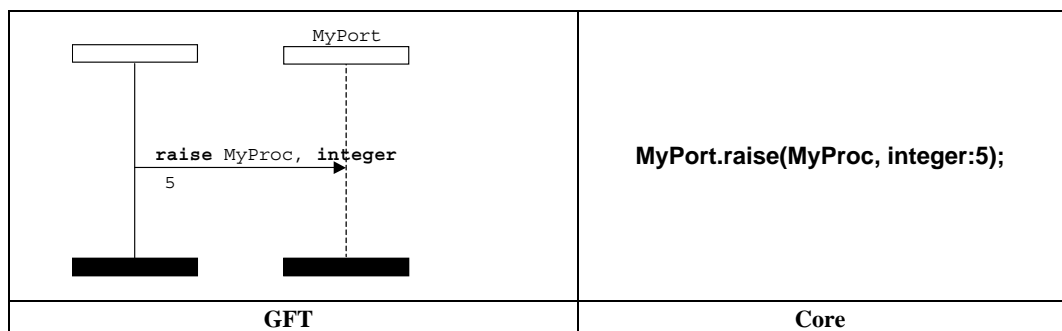 MyPort
raise MyProc, integer
5
MyPort.raise(MyProc, integer:5);
GFT
Core